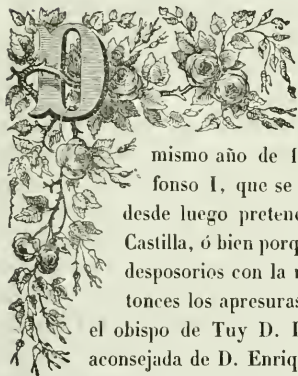 D
mismo año de 1
fonso I, que se
desde luego pretend
Castilla, ó bien porq
desposorios con la r
tonces los apresuras
el obispo de Tuy D. I
aconsejada de D. Enriq